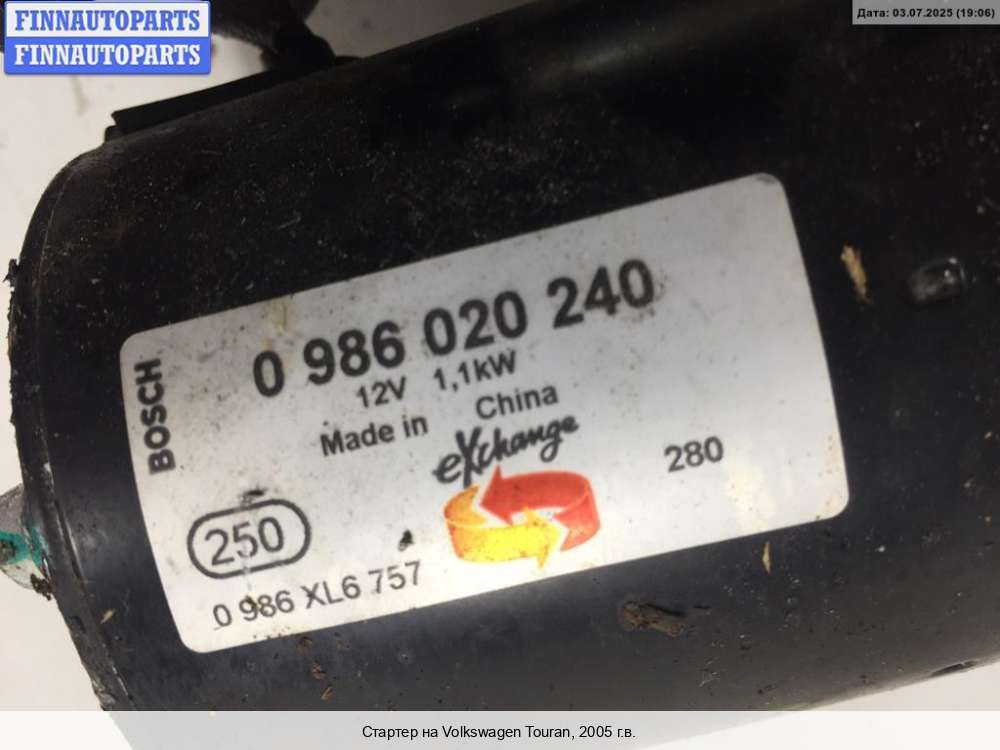 FINNAUTOPARTS
FINNAUTOPARTS
Дата: 03.07.2025 (19:06)
BOSCH
0 986 020 240
12V 1,1kW
Made in China
eXchange
280
250
0 986 XL6 757
Стартер на Volkswagen Touran, 2005 г.в.